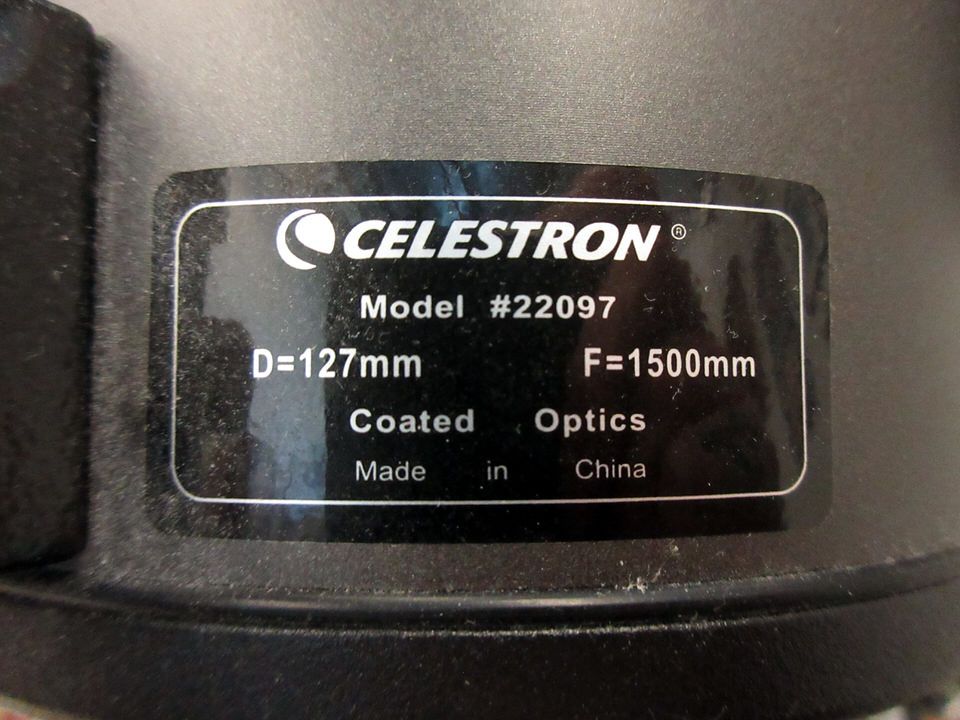 CELESTRON®
Model #22097
D=127mm F=1500mm
Coated Optics
Made in China